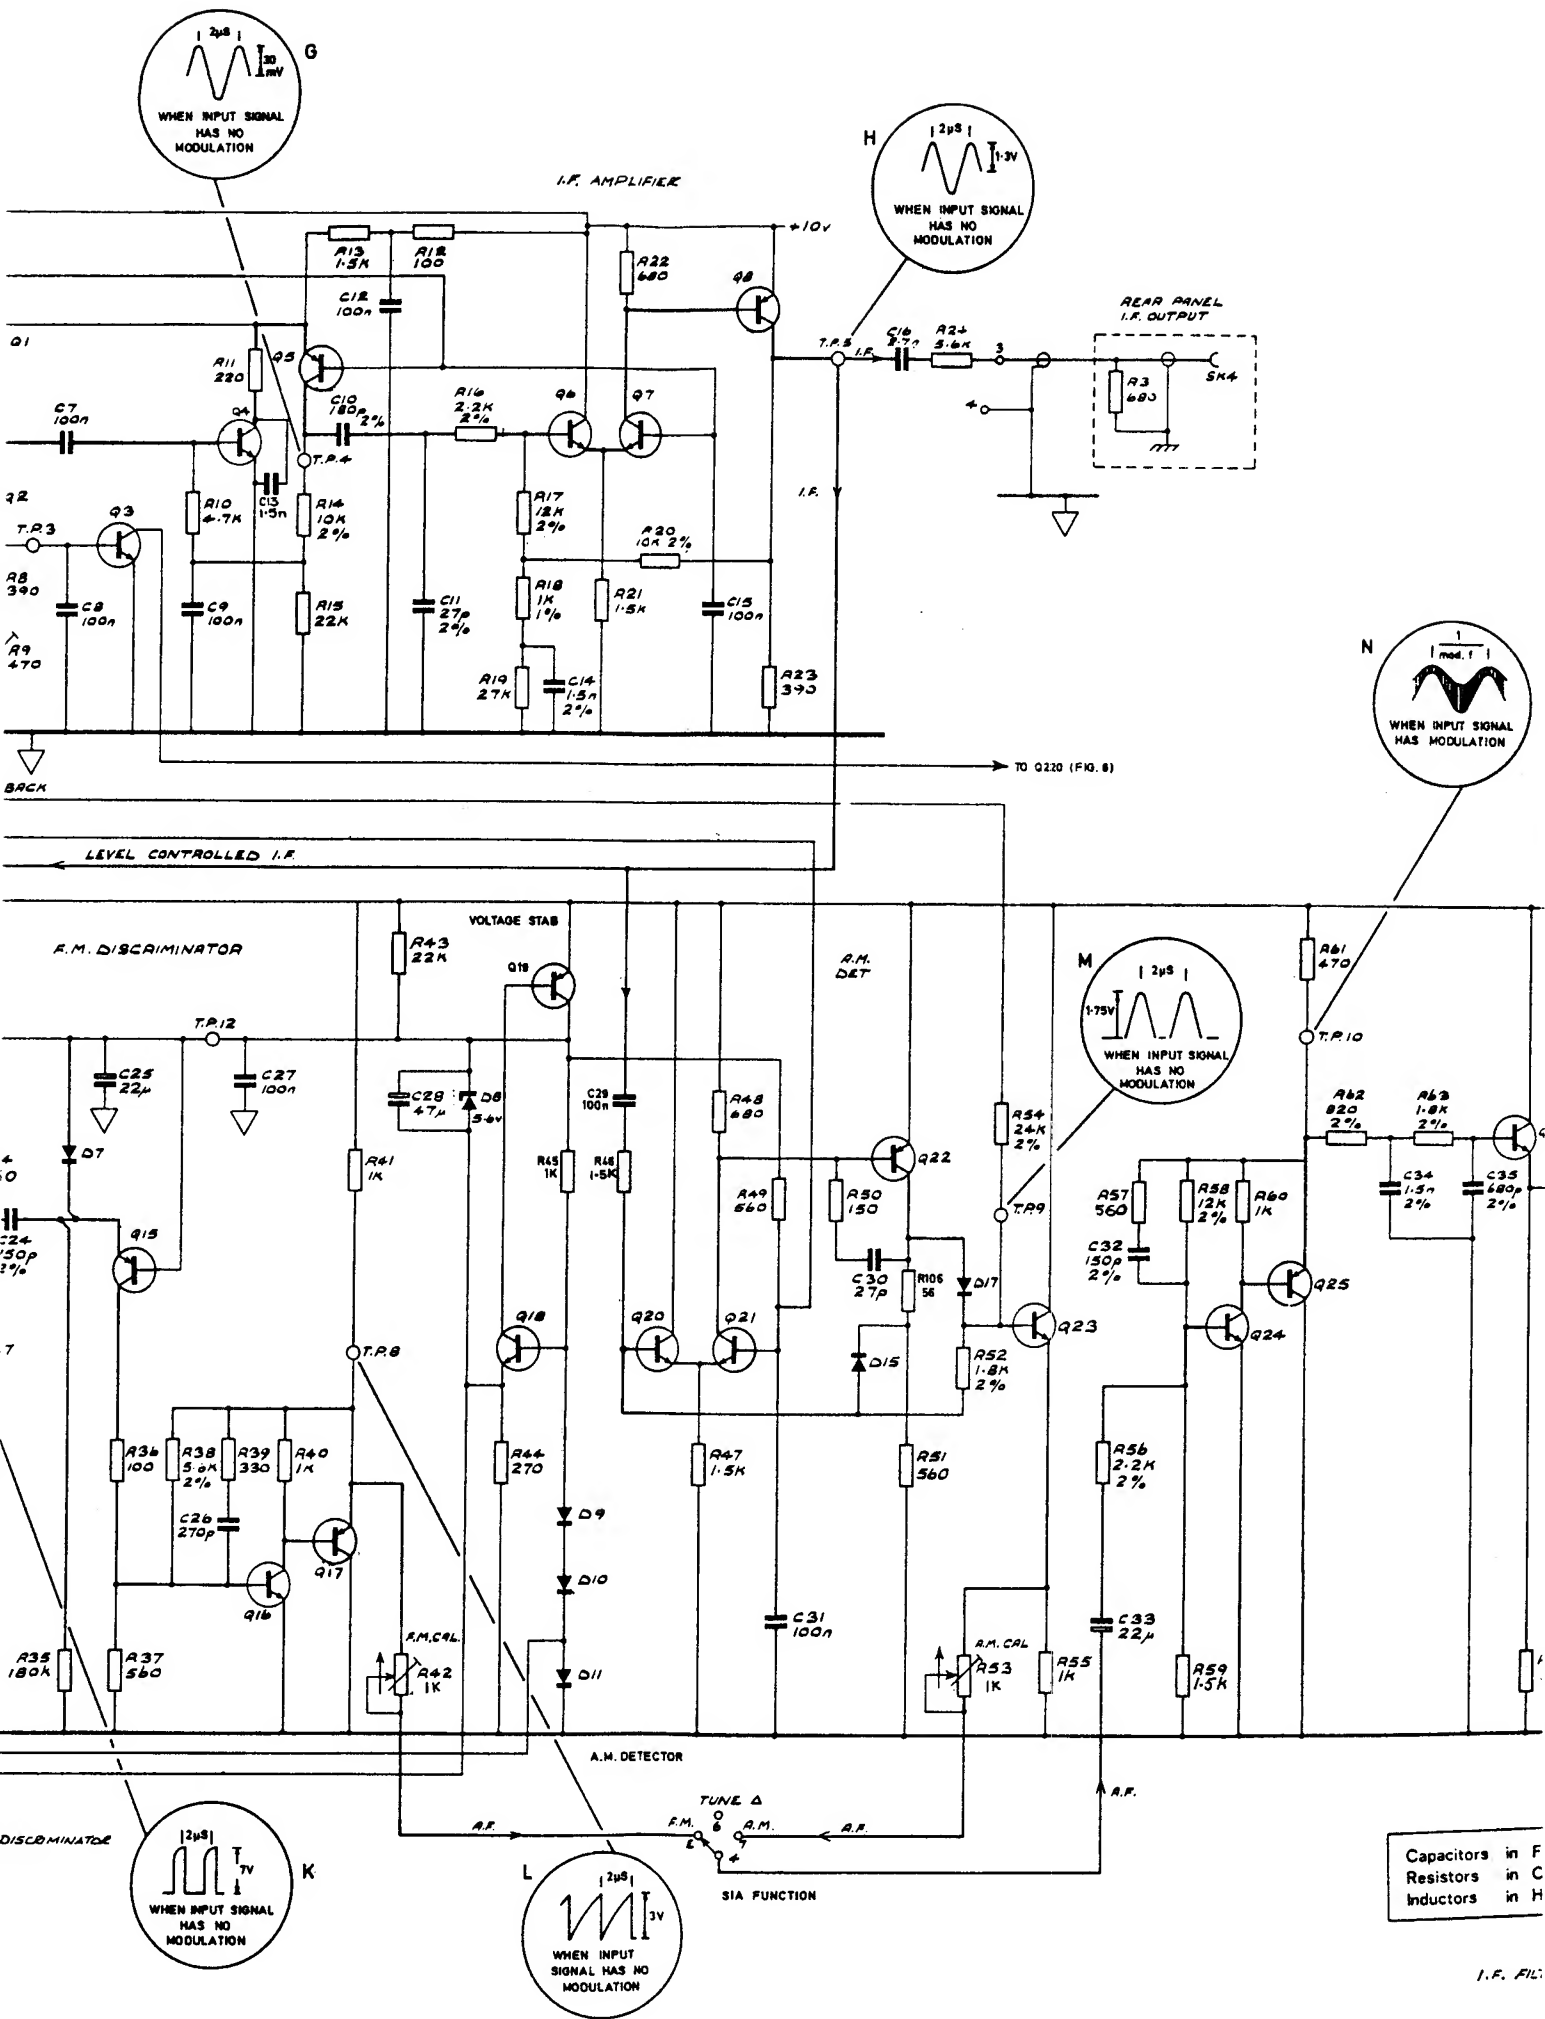 2µS
30
mV
G
WHEN INPUT SIGNAL
HAS NO
MODULATION
H
2µS
1·3V
WHEN INPUT SIGNAL
HAS NO
MODULATION
I.F. AMPLIFIER
+10V
R13
1·5K
R12
100
R22
680
Q8
C12
100n
REAR PANEL
I.F. OUTPUT
Q1
R11
220
Q5
T.P.5
I.F.
C16
R24
5.6K
3
SK4
R3
680
4
C7
100n
Q4
C10
180p
2%
R16
2.2K
2%
Q6
Q7
T.P.4
C13
1·5n
I.F.
Q2
T.P.3
Q3
R10
4.7K
R14
10K
2%
R17
12K
2%
R20
10K 2%
R8
390
C8
100n
C9
100n
R15
22K
C11
27p
2%
R18
1K
1%
R21
1·5K
C15
100n
R9
470
R19
27K
C14
1·5n
2%
R23
390
N
1
mod. f
WHEN INPUT SIGNAL
HAS MODULATION
TO Q220 (FIG. 8)
BACK
LEVEL CONTROLLED I.F.
F.M. DISCRIMINATOR
R43
22K
VOLTAGE STAB
Q19
A.M.
DET
M
2µS
1·75V
WHEN INPUT SIGNAL
HAS NO
MODULATION
R61
470
T.P.10
T.P.12
C25
22µ
C27
100n
C28
47µ
D8
5·6V
C29
100n
R48
680
R54
24K
2%
R62
820
2%
R63
1·8K
2%
D7
R41
1K
R45
1K
R46
1·5K
R49
560
R50
150
Q22
T.P.9
R57
560
R58
12K
2%
R60
1K
C34
1·5n
2%
C35
680p
2%
C24
150p
2%
Q15
C30
27p
R106
56
D17
C32
150p
2%
Q25
T.P.8
Q18
Q20
Q21
D15
R52
1·8K
2%
Q23
Q24
R36
100
R38
5·6K
2%
R39
330
R40
1K
R44
270
R47
1·5K
R51
560
R56
2·2K
2%
C26
270p
D9
Q17
Q16
D10
C31
100n
C33
22µ
R35
180k
R37
560
F.M.CAL.
R42
1K
D11
A.M. CAL
R53
1K
R55
1K
R59
1·5K
A.M. DETECTOR
TUNE Δ
A.F.
A.F.
F.M.
6
A.M.
7
A.F.
4
S1A FUNCTION
DISCRIMINATOR
2µS
7V
WHEN INPUT SIGNAL
HAS NO
MODULATION
K
L
2µS
3V
WHEN INPUT
SIGNAL HAS NO
MODULATION
Capacitors in F
Resistors in
Inductors in H
I.F. FILT